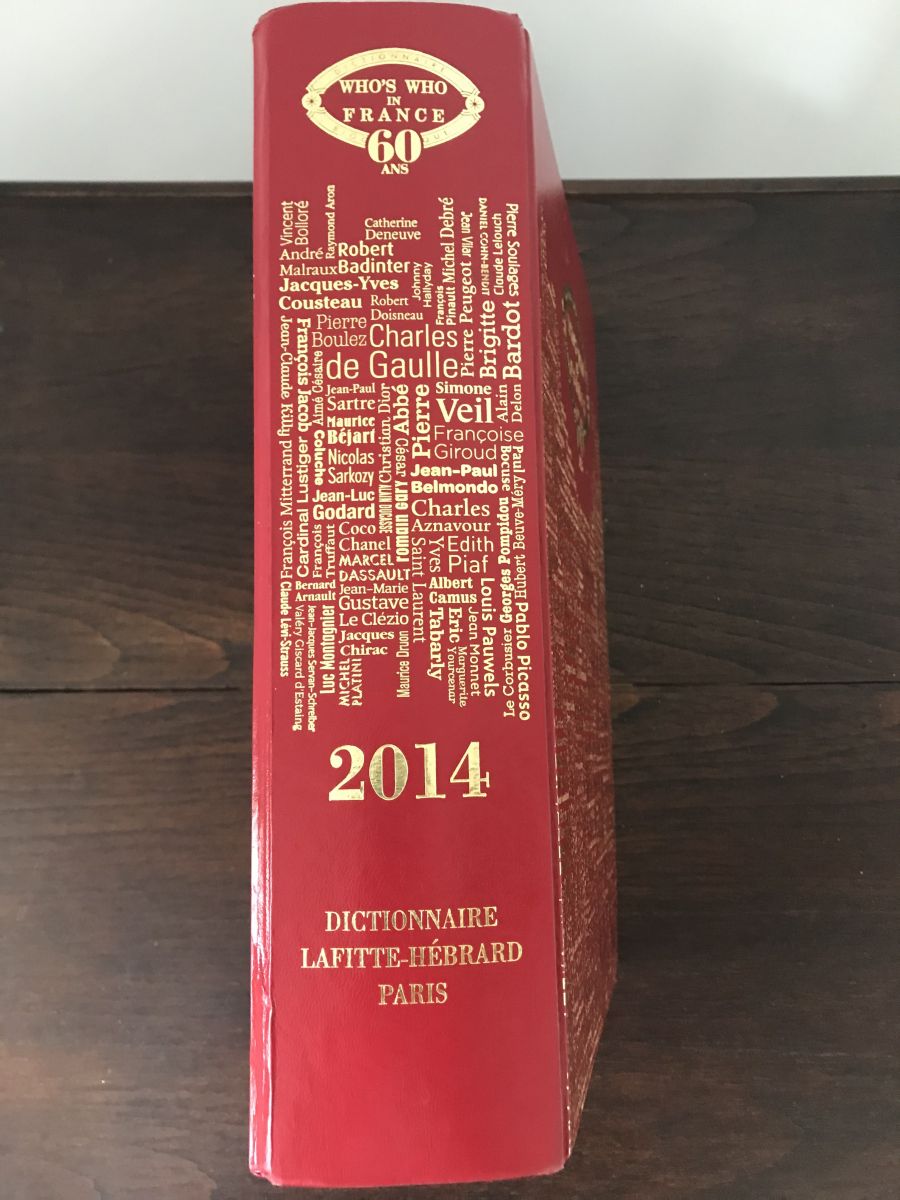 DICTIONNAIRE
WHO'S WHO
IN
FRANCE
60
ANS
Vincent
Bolloré
Raymond Aron
André
Malraux
Catherine
Deneuve
Robert
Badinter
Jacques-Yves
Cousteau
Robert
Doisneau
Johnny
Hallyday
François
Pinault
Michel Debré
Jean Vilar
Pierre Peugeot
DANIEL COHN-BENDIT
Claude Lelouch
Brigitte
Bardot
Pierre Soulages
Pierre
Boulez
Charles
de Gaulle
Jean-Claude Killy
François Jacob
Aimé Césaire
Jean-Paul
Sartre
Maurice
Béjart
Christian Dior
Abbé
Pierre
Simone
Veil
Alain
Delon
Françoise
Giroud
Coluche
Nicolas
Sarkozy
César
Jean-Paul
Belmondo
Paul
Bocuse
François Mitterrand
Cardinal Lustiger
François
Truffaut
Jean-Luc
Godard
ALAIN DUCASSE
romain GARY
Charles
Aznavour
Georges Pompidou
Hubert Beuve-Méry
Coco
Chanel
MARCEL
DASSAULT
Yves
Saint Laurent
Edith
Piaf
Bernard
Arnault
Jean-Marie
Gustave
Le Clézio
Albert
Camus
Louis Pauwels
Claude Lévi-Strauss
Valéry Giscard d'Estaing
Jean-Jacques Servan-Schreiber
Luc Montagnier
Jacques
Chirac
MICHEL
PLATINI
Maurice Druon
Eric
Tabarly
Jean Monnet
Marguerite
Yourcenar
Le Corbusier
Pablo Picasso
2014
DICTIONNAIRE
LAFITTE-HÉBRARD
PARIS